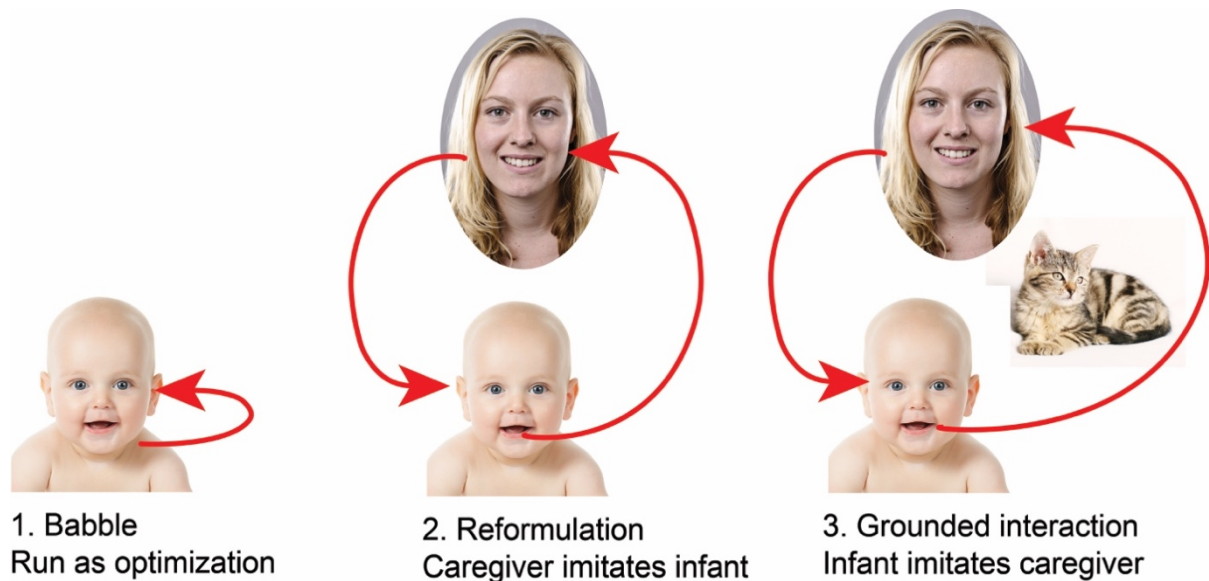 1. Babble
Run as optimization
2. Reformulation
Caregiver imitates infant
3. Grounded interaction
Infant imitates caregiver